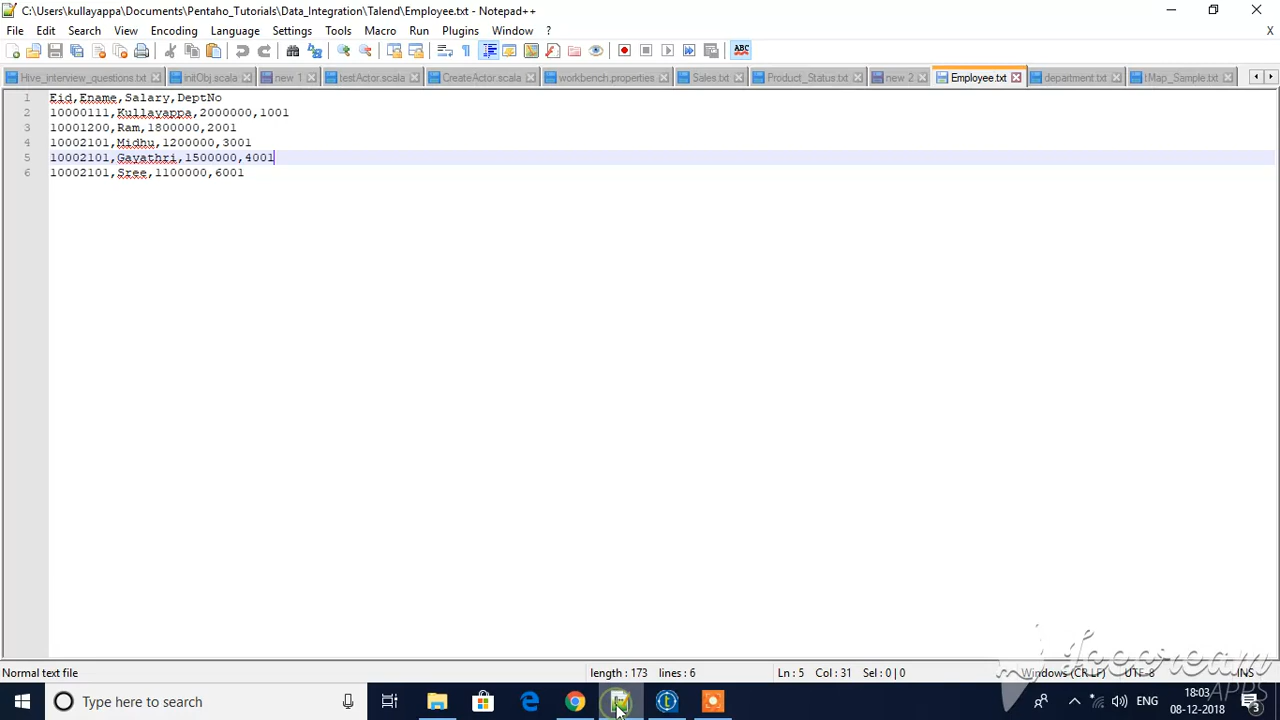 C:\Users\kullayappa\Documents\Pentaho_Tutorials\Data_Integration\Talend\Employee.txt - Notepad++
File Edit Search View Encoding Language Settings Tools Macro Run Plugins Window ? X
ABC
Hive_interview_questions.txt initObj.scala new 1 testActor.scala CreateActor.scala workbench.properties Sales.txt Product_Status.txt new 2 Employee.txt department.txt tMap_Sample.txt
1 Eid,Ename,Salary,DeptNo
2 10000111,Kullayappa,2000000,1001
3 10001200,Ram,1800000,2001
4 10002101,Midhu,1200000,3001
5 10002101,Gayathri,1500000,4001
6 10002101,Sree,1100000,6001
Normal text file length : 173 lines : 6 Ln : 5 Col : 31 Sel : 0 | 0 Windows (CR LF) UTF-8 INS
Type here to search ENG 18:03
08-12-2018 3
APPS